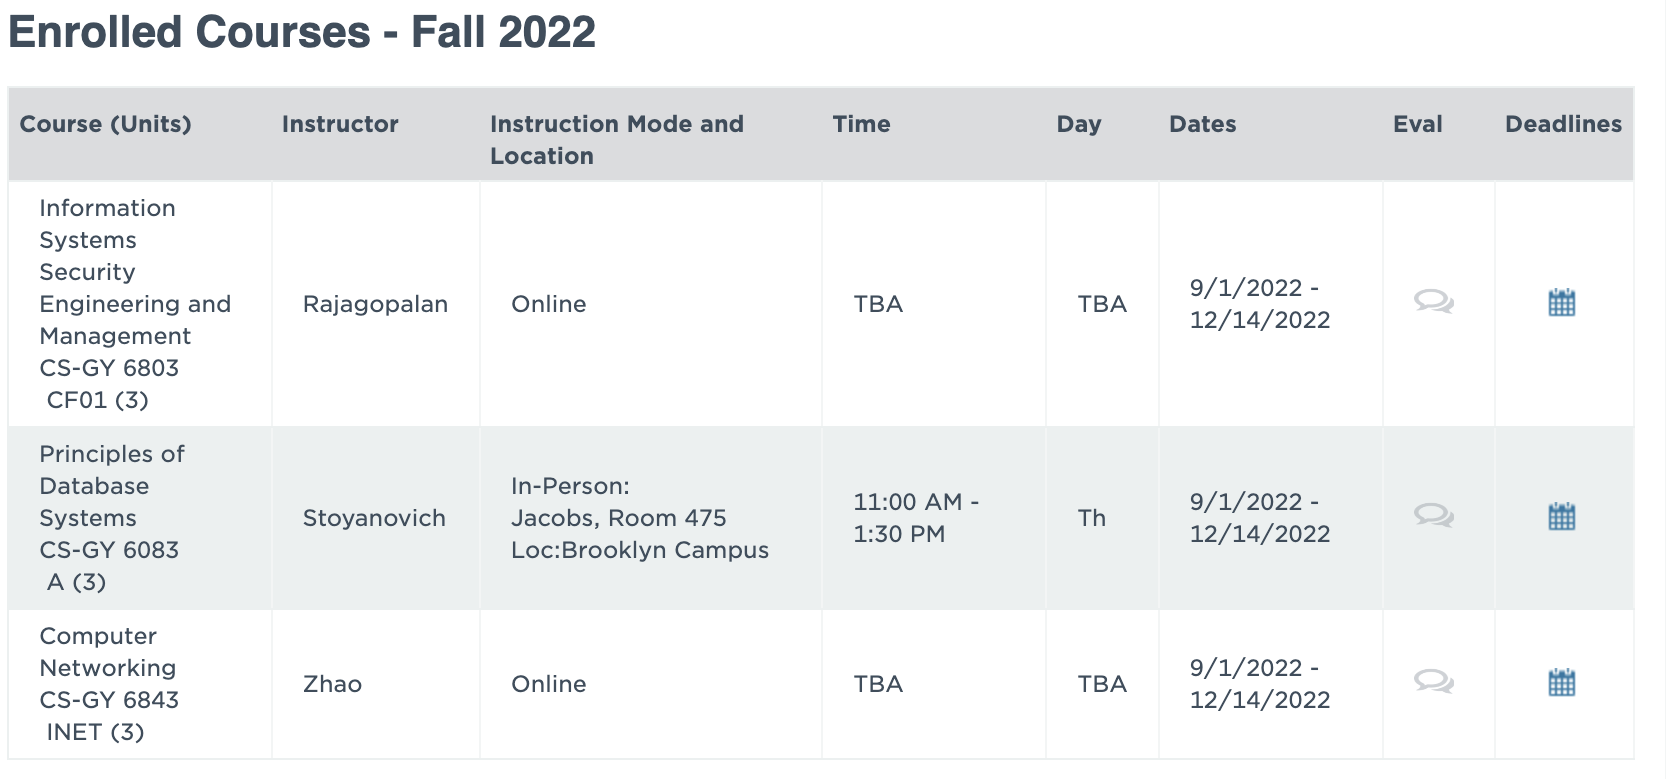 Enrolled Courses - Fall 2022
Course (Units)
Instructor
Instruction Mode and
Location
Time
Day
Dates
Eval
Deadlines
Information
Systems
Security
Engineering and
Management
CS-GY 6803
CF01 (3)
Rajagopalan
Online
TBA
TBA
9/1/2022 -
12/14/2022
Principles of
Database
Systems
CS-GY 6083
A (3)
Stoyanovich
In-Person:
Jacobs, Room 475
Loc:Brooklyn Campus
11:00 AM -
1:30 PM
Th
9/1/2022 -
12/14/2022
Computer
Networking
CS-GY 6843
INET (3)
Zhao
Online
TBA
TBA
9/1/2022 -
12/14/2022